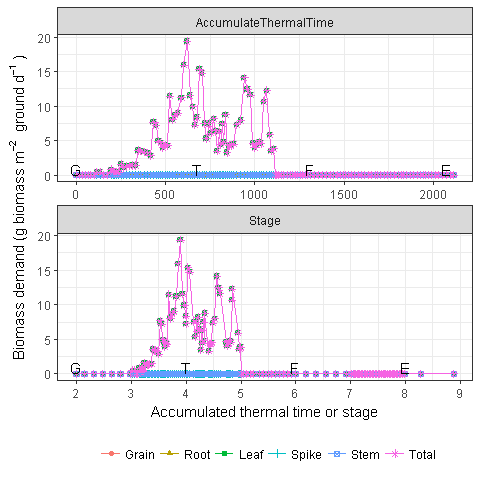 AccumulateThermalTime
20
15
10
5
0
G T F E
0 500 1000 1500 2000
Stage
20
15
10
5
0
G T F E
2 3 4 5 6 7 8 9
Biomass demand (g biomass m⁻² ground d⁻¹)
Accumulated thermal time or stage
Grain Root Leaf Spike Stem Total